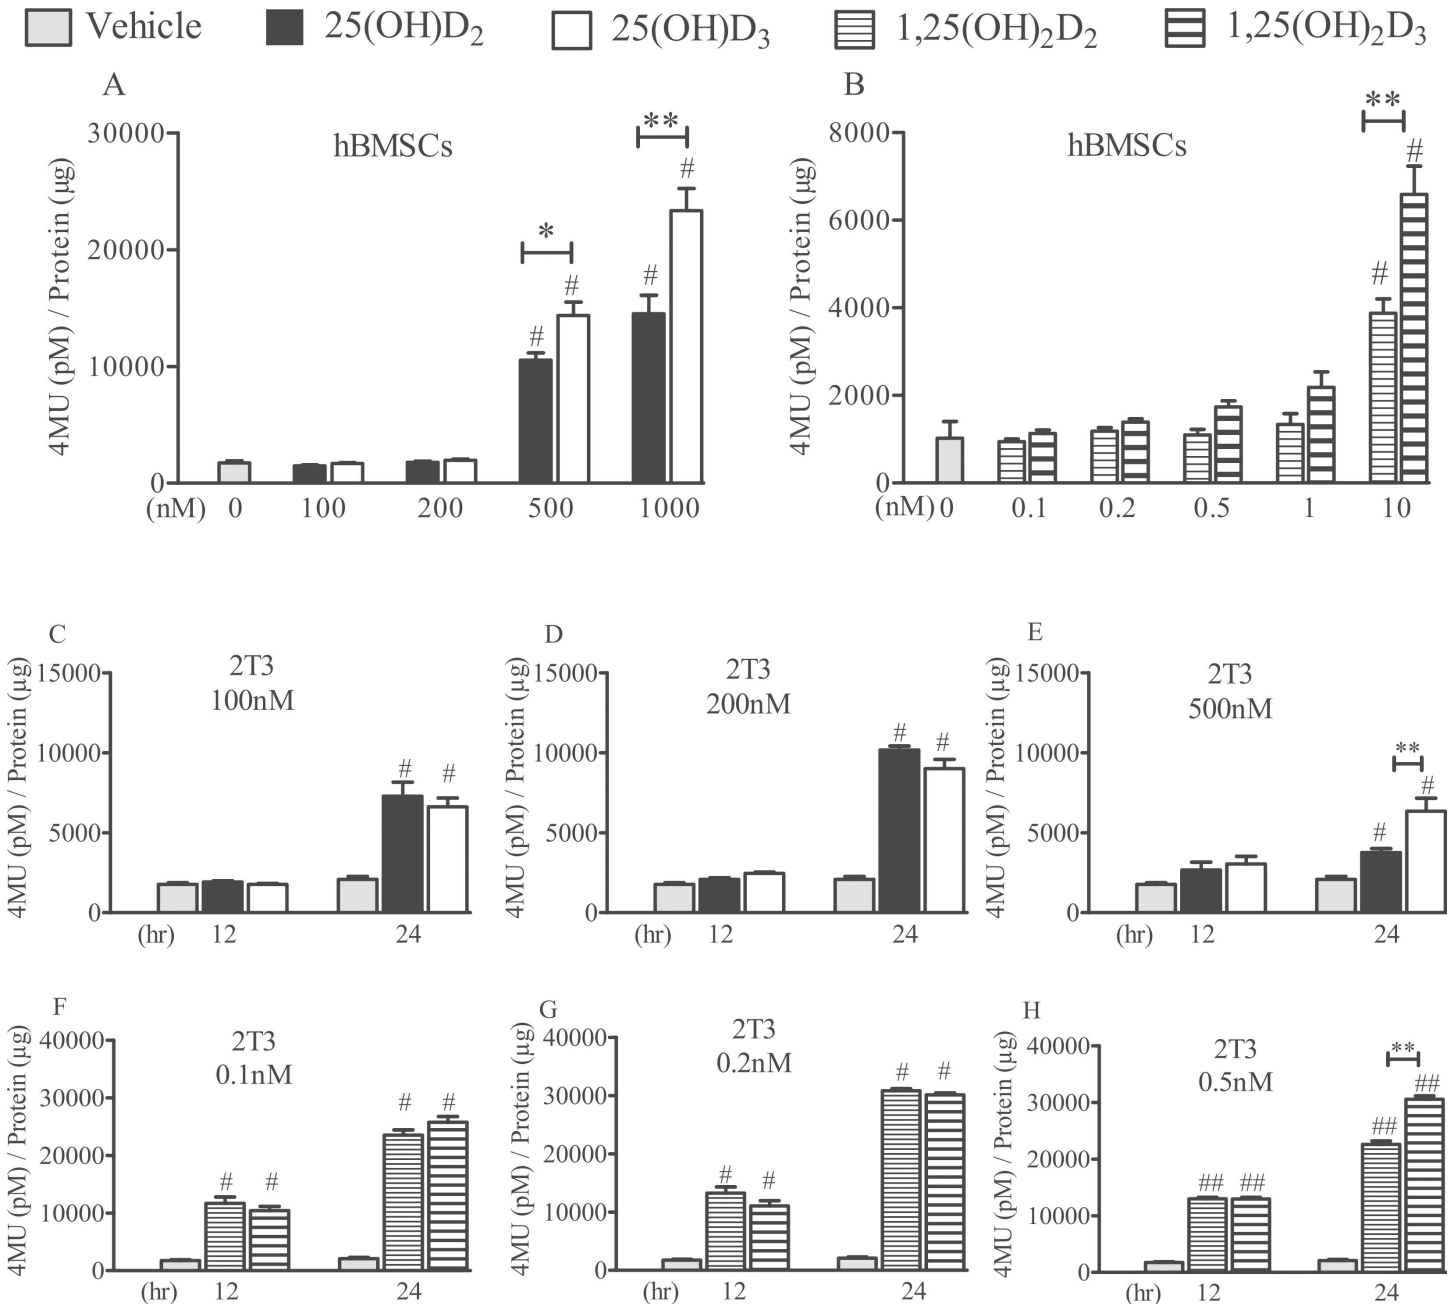 Vehicle 25(OH)D₂ 25(OH)D₃ 1,25(OH)₂D₂ 1,25(OH)₂D₃
A
hBMSCs
4MU (pM) / Protein (µg)
30000
20000
10000
0
# # # #
* **
(nM) 0 100 200 500 1000
B
hBMSCs
4MU (pM) / Protein (µg)
8000
6000
4000
2000
0
# #
**
(nM) 0 0.1 0.2 0.5 1 10
C
2T3
100nM
4MU (pM) / Protein (µg)
15000
10000
5000
0
# #
(hr) 12 24
D
2T3
200nM
4MU (pM) / Protein (µg)
15000
10000
5000
0
# #
(hr) 12 24
E
2T3
500nM
4MU (pM) / Protein (µg)
15000
10000
5000
0
**
# #
(hr) 12 24
F
2T3
0.1nM
4MU (pM) / Protein (µg)
40000
30000
20000
10000
0
# # # #
(hr) 12 24
G
2T3
0.2nM
4MU (pM) / Protein (µg)
40000
30000
20000
10000
0
# # # #
(hr) 12 24
H
2T3
0.5nM
4MU (pM) / Protein (µg)
40000
30000
20000
10000
0
**
## ## ## ##
(hr) 12 24